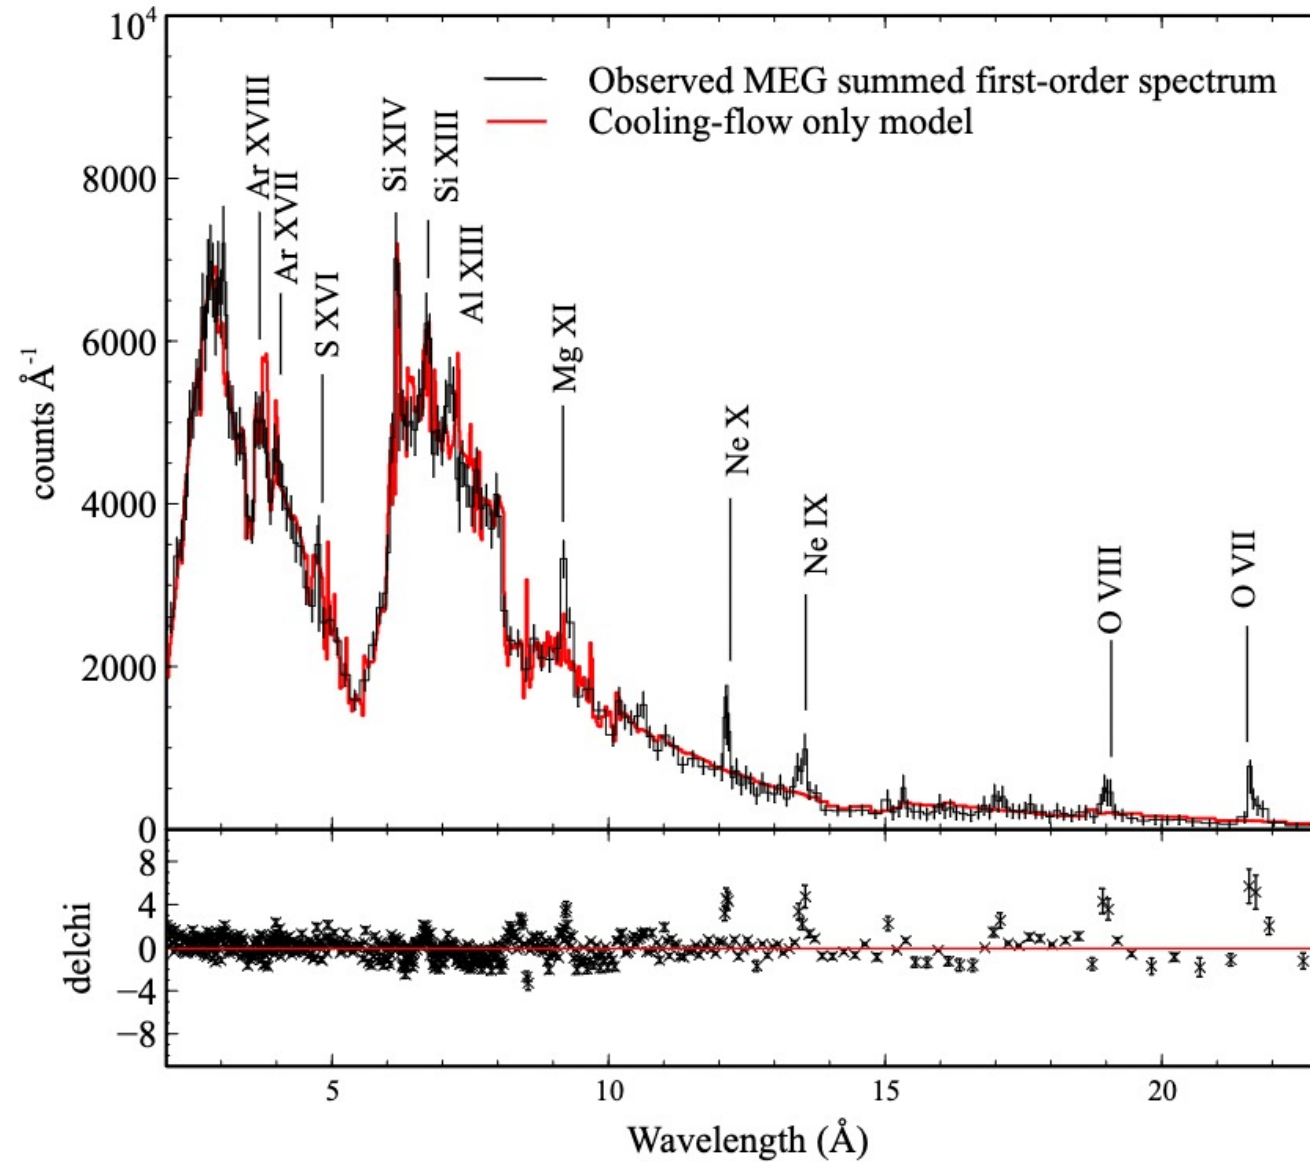 10⁴
8000
6000
4000
2000
0
counts Å⁻¹
Observed MEG summed first-order spectrum
Cooling-flow only model
Ar XVIII
Ar XVII
S XVI
Si XIV
Si XIII
Al XIII
Mg XI
Ne X
Ne IX
O VIII
O VII
8
4
0
−4
−8
delchi
5
10
15
20
Wavelength (Å)